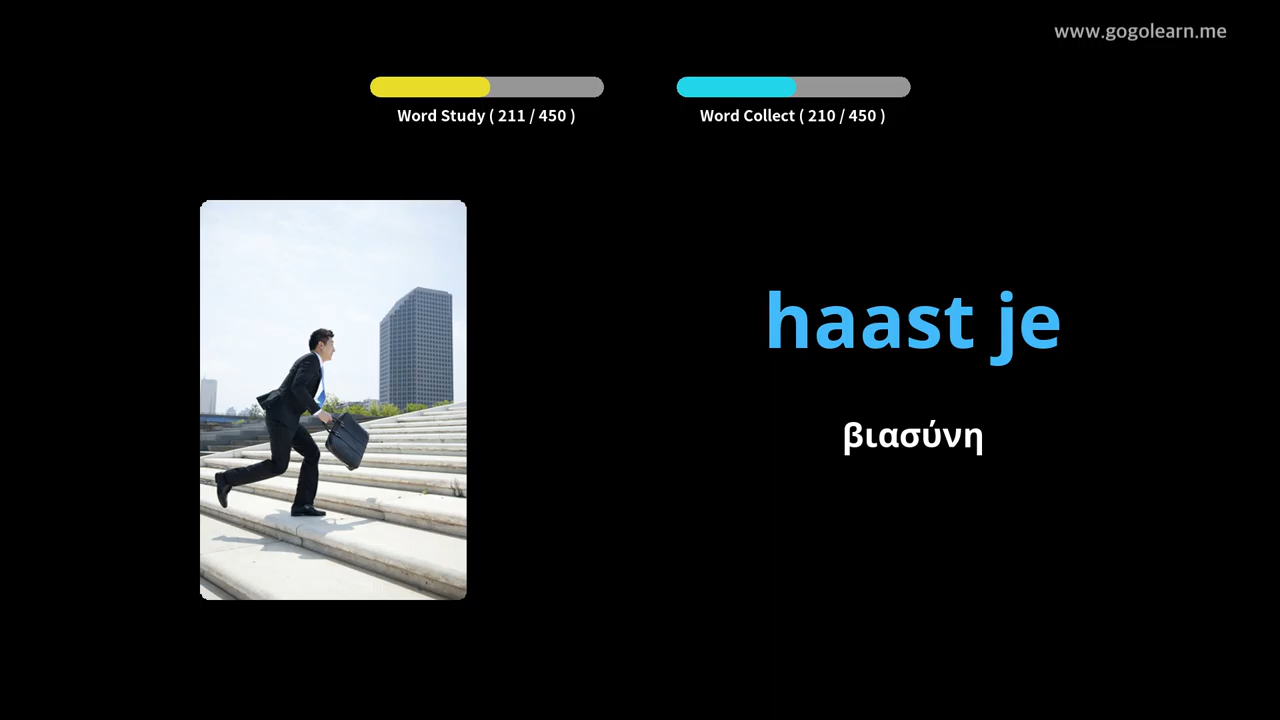 www.gogolearn.me
Word Study ( 211 / 450 )
Word Collect ( 210 / 450 )
haast je
βιασύνη